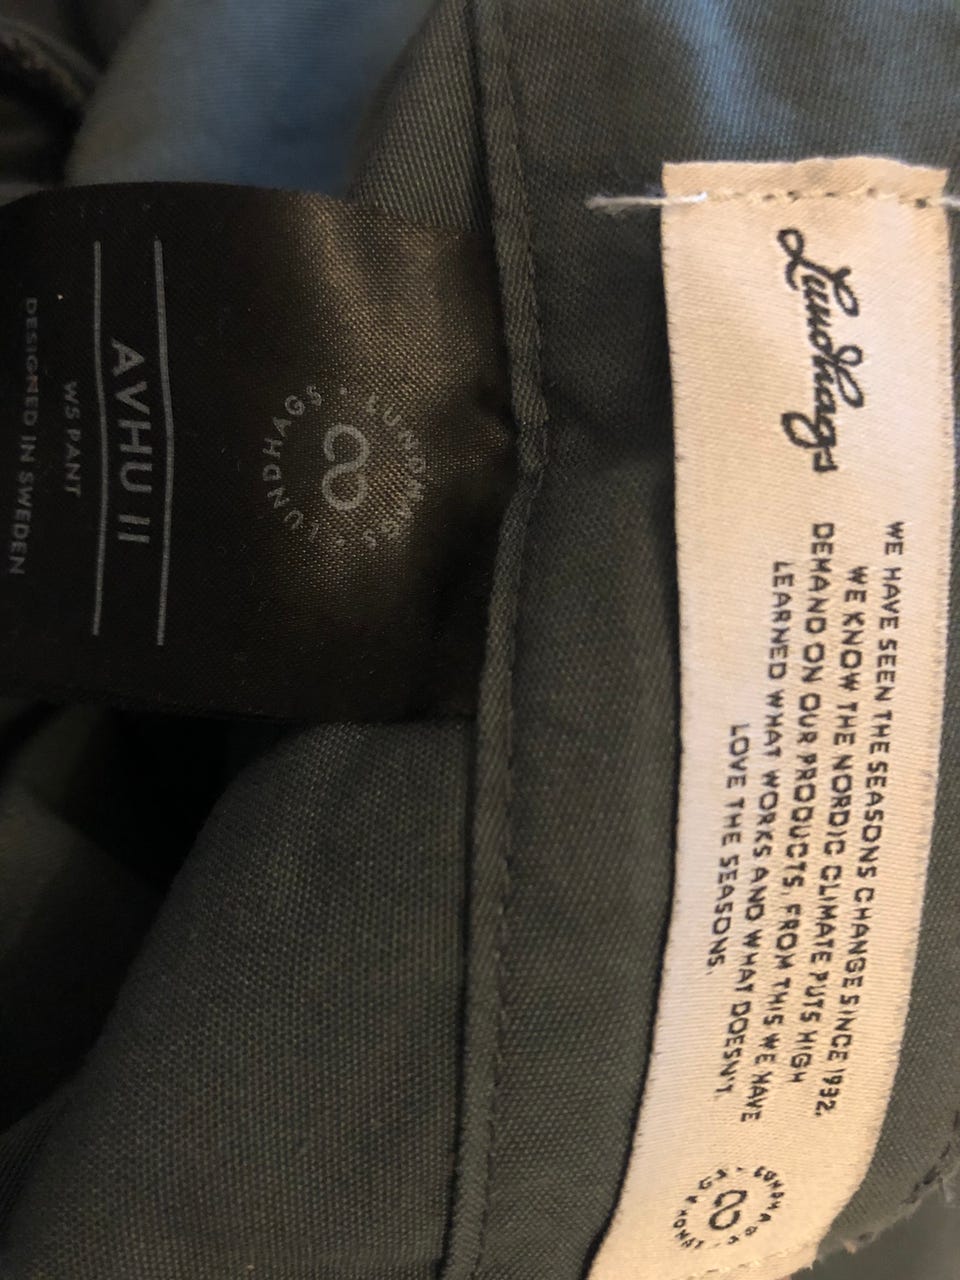 Lundhags
WE HAVE SEEN THE SEASONS CHANGE SINCE 1932.
WE KNOW THE NORDIC CLIMATE PUTS HIGH
DEMAND ON OUR PRODUCTS. FROM THIS WE HAVE
LEARNED WHAT WORKS AND WHAT DOESN'T.
LOVE THE SEASONS.
LUNDHAGS · LUNDHAGS ·
LUNDHAGS · LUNDHAGS ·
AVHU II
WS PANT
DESIGNED IN SWEDEN